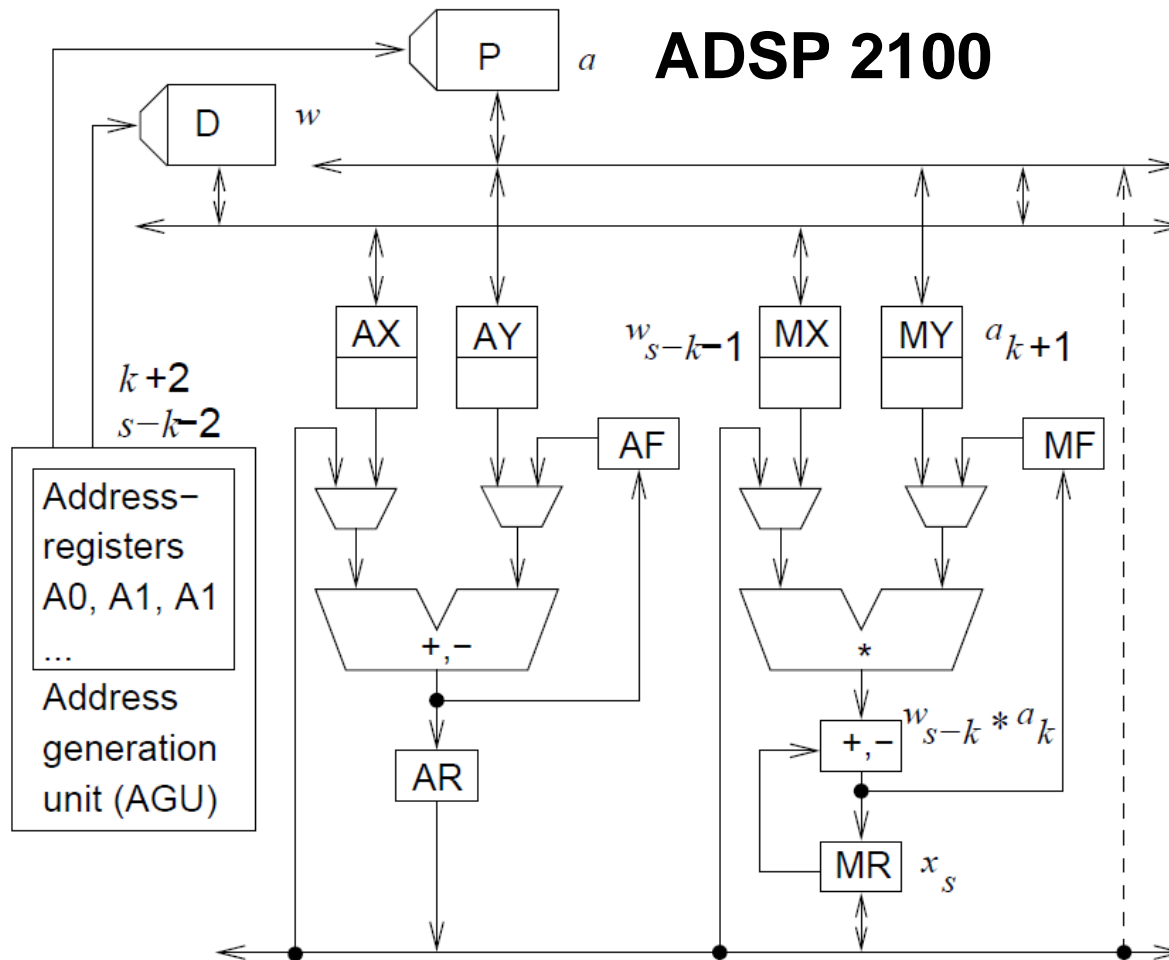 ADSP 2100
P
a
D
w
AX
AY
w s−k−1
MX
MY
a k+1
k+2
s−k−2
AF
MF
Address−
registers
A0, A1, A1
...
Address
generation
unit (AGU)
+,−
*
w s−k * a k
+,−
AR
MR
x s